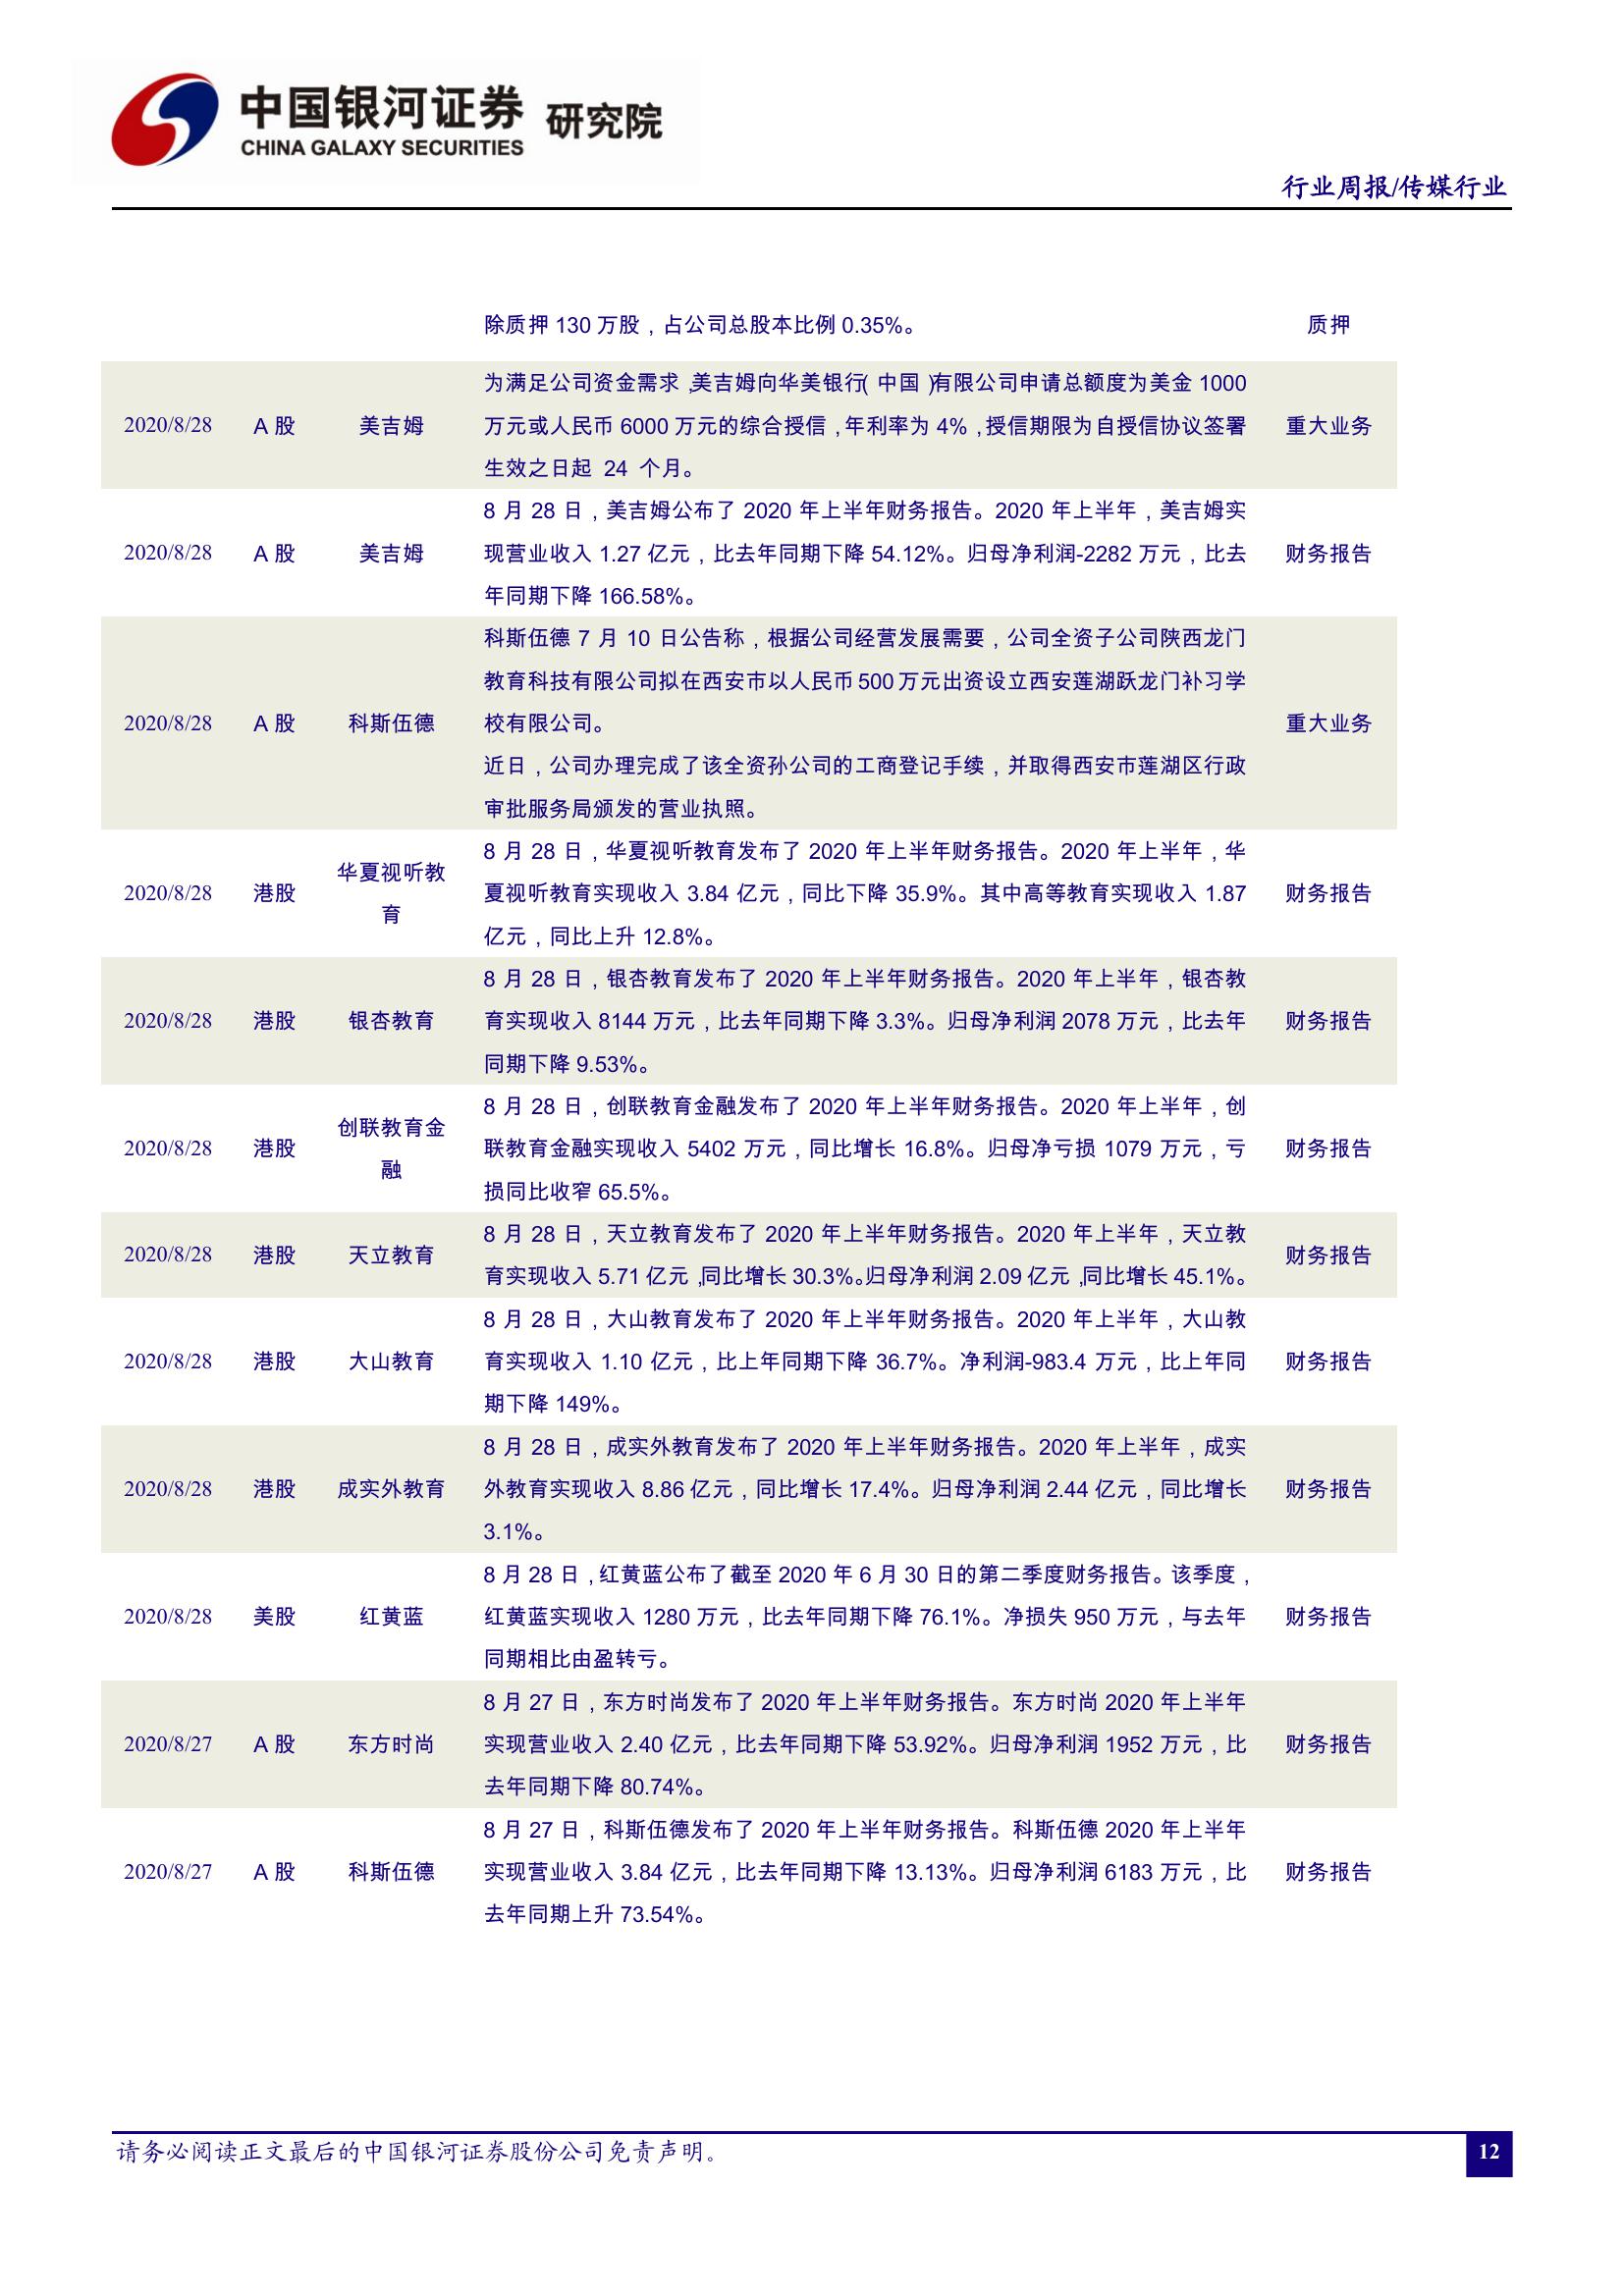 中国银河证券 研究院
CHINA GALAXY SECURITIES
行业周报/传媒行业
除质押 130 万股，占公司总股本比例 0.35%。 质押
为满足公司资金需求，美吉姆向华美银行（中国）有限公司申请总额度为美金 1000
2020/8/28 A 股 美吉姆 万元或人民币 6000 万元的综合授信，年利率为 4%，授信期限为自授信协议签署 重大业务
生效之日起 24 个月。
8 月 28 日，美吉姆公布了 2020 年上半年财务报告。2020 年上半年，美吉姆实
2020/8/28 A 股 美吉姆 现营业收入 1.27 亿元，比去年同期下降 54.12%。归母净利润-2282 万元，比去 财务报告
年同期下降 166.58%。
科斯伍德 7 月 10 日公告称，根据公司经营发展需要，公司全资子公司陕西龙门
教育科技有限公司拟在西安市以人民币 500 万元出资设立西安莲湖跃龙门补习学
2020/8/28 A 股 科斯伍德 校有限公司。 重大业务
近日，公司办理完成了该全资孙公司的工商登记手续，并取得西安市莲湖区行政
审批服务局颁发的营业执照。
8 月 28 日，华夏视听教育发布了 2020 年上半年财务报告。2020 年上半年，华
华夏视听教
2020/8/28 港股 夏视听教育实现收入 3.84 亿元，同比下降 35.9%。其中高等教育实现收入 1.87 财务报告
育
亿元，同比上升 12.8%。
8 月 28 日，银杏教育发布了 2020 年上半年财务报告。2020 年上半年，银杏教
2020/8/28 港股 银杏教育 育实现收入 8144 万元，比去年同期下降 3.3%。归母净利润 2078 万元，比去年 财务报告
同期下降 9.53%。
8 月 28 日，创联教育金融发布了 2020 年上半年财务报告。2020 年上半年，创
创联教育金
2020/8/28 港股 联教育金融实现收入 5402 万元，同比增长 16.8%。归母净亏损 1079 万元，亏 财务报告
融
损同比收窄 65.5%。
8 月 28 日，天立教育发布了 2020 年上半年财务报告。2020 年上半年，天立教
2020/8/28 港股 天立教育 财务报告
育实现收入 5.71 亿元，同比增长 30.3%。归母净利润 2.09 亿元，同比增长 45.1%。
8 月 28 日，大山教育发布了 2020 年上半年财务报告。2020 年上半年，大山教
2020/8/28 港股 大山教育 育实现收入 1.10 亿元，比上年同期下降 36.7%。净利润-983.4 万元，比上年同 财务报告
期下降 149%。
8 月 28 日，成实外教育发布了 2020 年上半年财务报告。2020 年上半年，成实
2020/8/28 港股 成实外教育 外教育实现收入 8.86 亿元，同比增长 17.4%。归母净利润 2.44 亿元，同比增长 财务报告
3.1%。
8 月 28 日，红黄蓝公布了截至 2020 年 6 月 30 日的第二季度财务报告。该季度，
2020/8/28 美股 红黄蓝 红黄蓝实现收入 1280 万元，比去年同期下降 76.1%。净损失 950 万元，与去年 财务报告
同期相比由盈转亏。
8 月 27 日，东方时尚发布了 2020 年上半年财务报告。东方时尚 2020 年上半年
2020/8/27 A 股 东方时尚 实现营业收入 2.40 亿元，比去年同期下降 53.92%。归母净利润 1952 万元，比 财务报告
去年同期下降 80.74%。
8 月 27 日，科斯伍德发布了 2020 年上半年财务报告。科斯伍德 2020 年上半年
2020/8/27 A 股 科斯伍德 实现营业收入 3.84 亿元，比去年同期下降 13.13%。归母净利润 6183 万元，比 财务报告
去年同期上升 73.54%。
请务必阅读正文最后的中国银河证券股份公司免责声明。 12